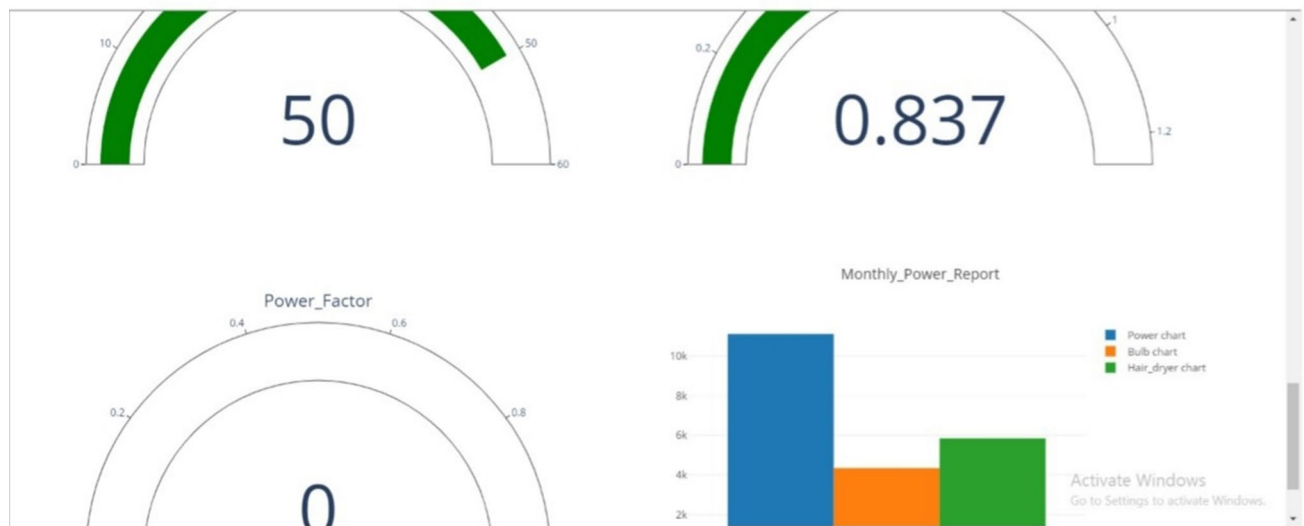 10
50
0
60
50
0.2
1
0
1.2
0.837
Power_Factor
0.2
0.4
0.6
0.8
0
Monthly_Power_Report
10k
8k
6k
4k
2k
Power chart
Bulb chart
Hair_dryer chart
Activate Windows
Go to Settings to activate Windows.